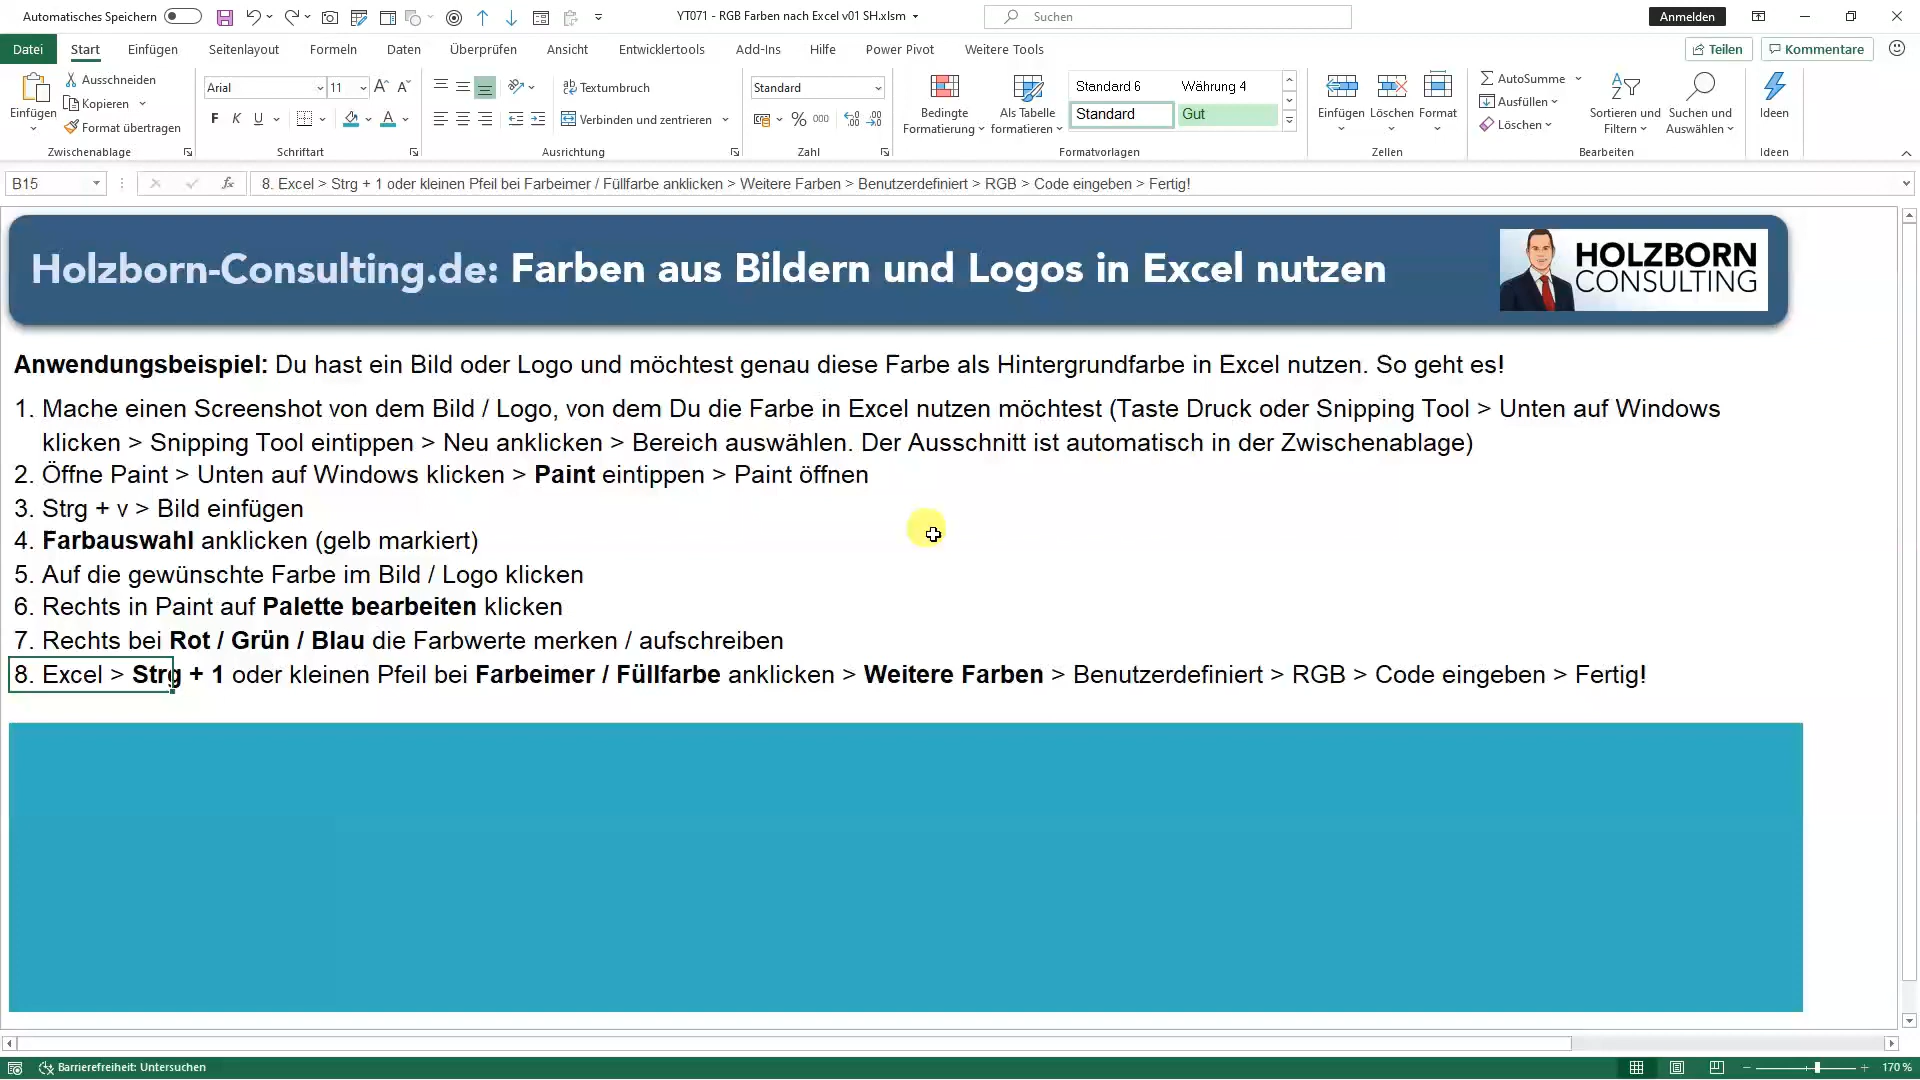 Automatisches Speichern
YT071 - RGB Farben nach Excel v01 SH.xlsm
Suchen
Anmelden
Datei Start Einfügen Seitenlayout Formeln Daten Überprüfen Ansicht Entwicklertools Add-Ins Hilfe Power Pivot Weitere Tools
Teilen
Kommentare
Einfügen
Ausschneiden
Kopieren
Format übertragen
Zwischenablage
Arial 11
F K U
Schriftart
Textumbruch
Verbinden und zentrieren
Ausrichtung
Standard
% 000
Zahl
Bedingte Formatierung
Als Tabelle formatieren
Standard 6 Währung 4
Standard Gut
Formatvorlagen
Einfügen Löschen Format
Zellen
AutoSumme
Ausfüllen
Löschen
Sortieren und Filtern
Suchen und Auswählen
Bearbeiten
Ideen
Ideen
B15
fx
8. Excel > Strg + 1 oder kleinen Pfeil bei Farbeimer / Füllfarbe anklicken > Weitere Farben > Benutzerdefiniert > RGB > Code eingeben > Fertig!
Holzborn-Consulting.de: Farben aus Bildern und Logos in Excel nutzen
HOLZBORN
CONSULTING
Anwendungsbeispiel: Du hast ein Bild oder Logo und möchtest genau diese Farbe als Hintergrundfarbe in Excel nutzen. So geht es!
1. Mache einen Screenshot von dem Bild / Logo, von dem Du die Farbe in Excel nutzen möchtest (Taste Druck oder Snipping Tool > Unten auf Windows
klicken > Snipping Tool eintippen > Neu anklicken > Bereich auswählen. Der Ausschnitt ist automatisch in der Zwischenablage)
2. Öffne Paint > Unten auf Windows klicken > Paint eintippen > Paint öffnen
3. Strg + v > Bild einfügen
4. Farbauswahl anklicken (gelb markiert)
5. Auf die gewünschte Farbe im Bild / Logo klicken
6. Rechts in Paint auf Palette bearbeiten klicken
7. Rechts bei Rot / Grün / Blau die Farbwerte merken / aufschreiben
8. Excel > Strg + 1 oder kleinen Pfeil bei Farbeimer / Füllfarbe anklicken > Weitere Farben > Benutzerdefiniert > RGB > Code eingeben > Fertig!
Barrierefreiheit: Untersuchen
170 %